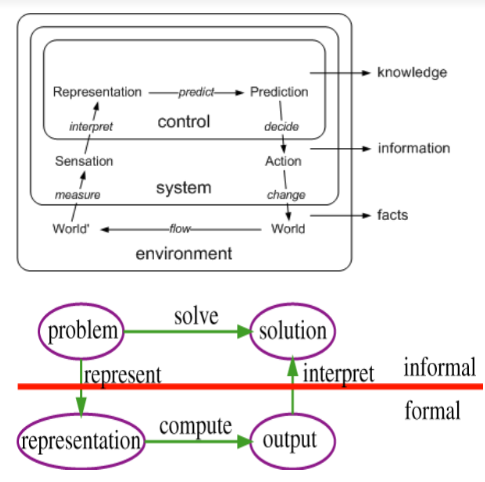 knowledge
Representation predict Prediction
interpret control decide
information
Sensation Action
measure system change
facts
World' flow World
environment
problem solve solution
represent interpret informal
formal
representation compute output